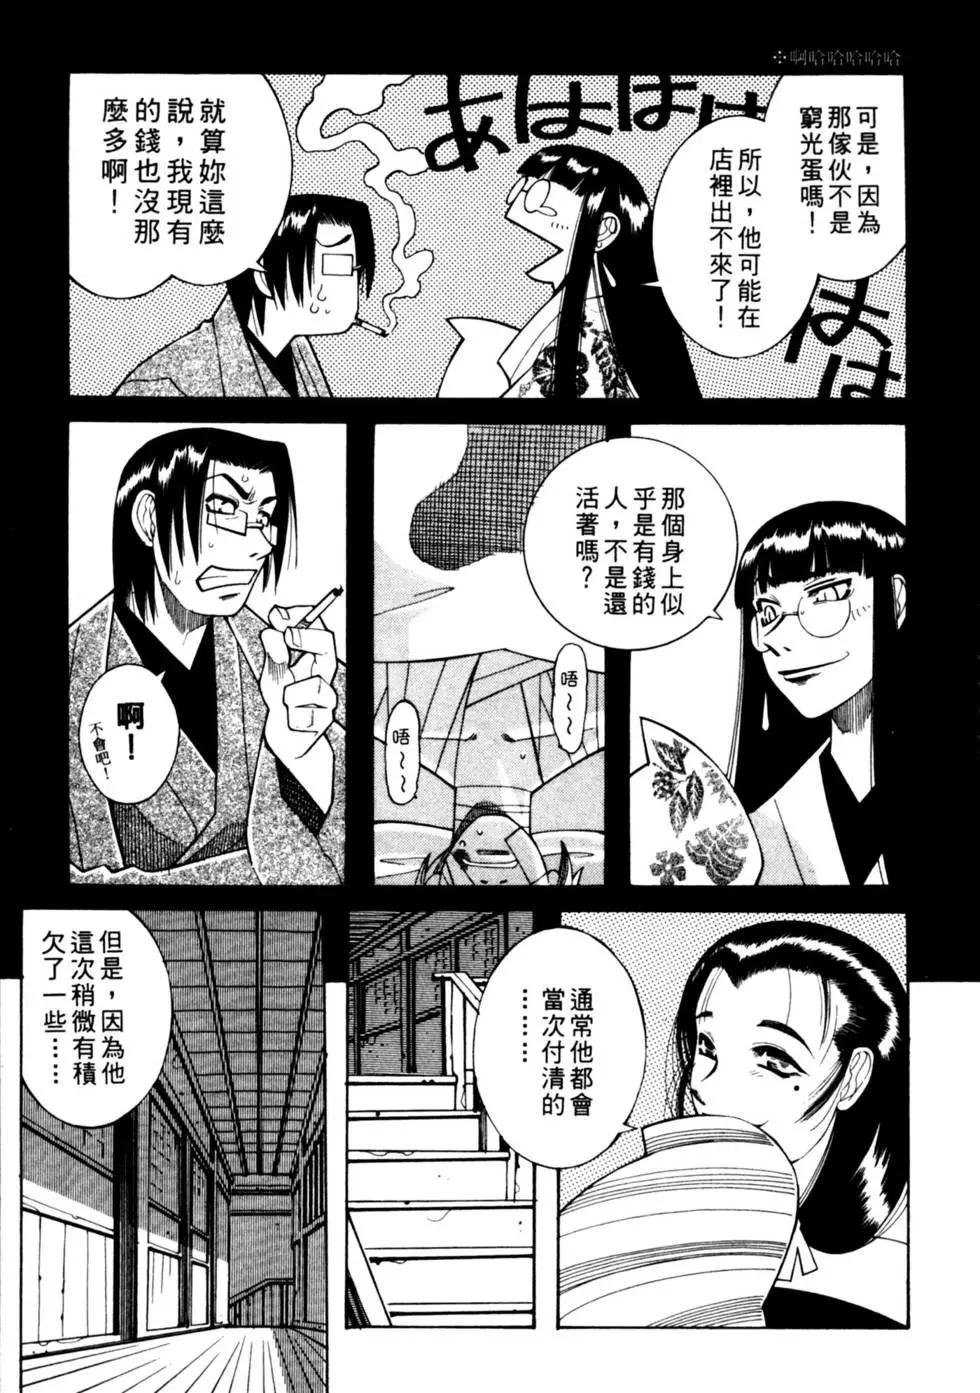 ※啊哈哈哈哈哈
可是，因為
那傢伙不是
窮光蛋嗎！
所以，他可能在
店裡出不來了！
あはははははは
就算妳這麼
說，我現有
的錢也沒那
麼多啊！
那個身上似
乎是有錢的
人，不是還
活著嗎？
唔～～
唔～～
啊！
不會吧！
通常他都會
當次付清的
………
但是，因為他
這次稍微有積
欠了一些……